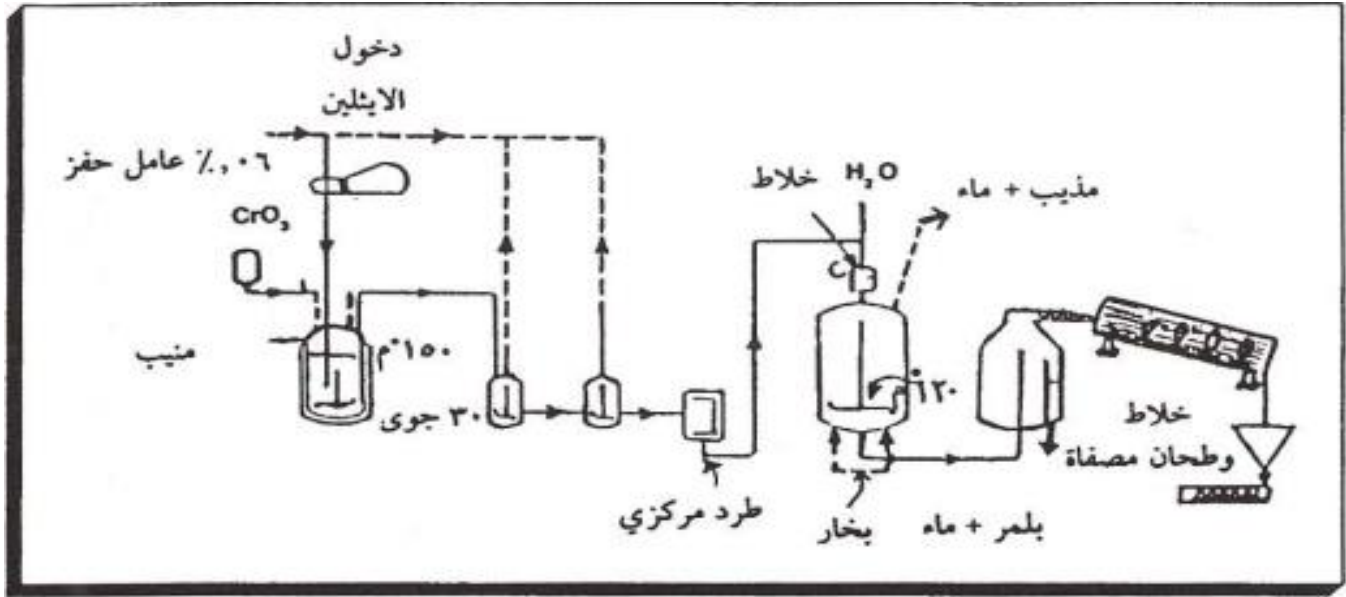 دخول
الايثلين
٠٦,٪ عامل حفز
CrO₃
منيب
١٥٠°م
٣٠ جوى
خلاط
H₂O
مذيب + ماء
١٢٠°
خلاط
وطحان مصفاة
طرد مركزي
بخار
بلمر + ماء